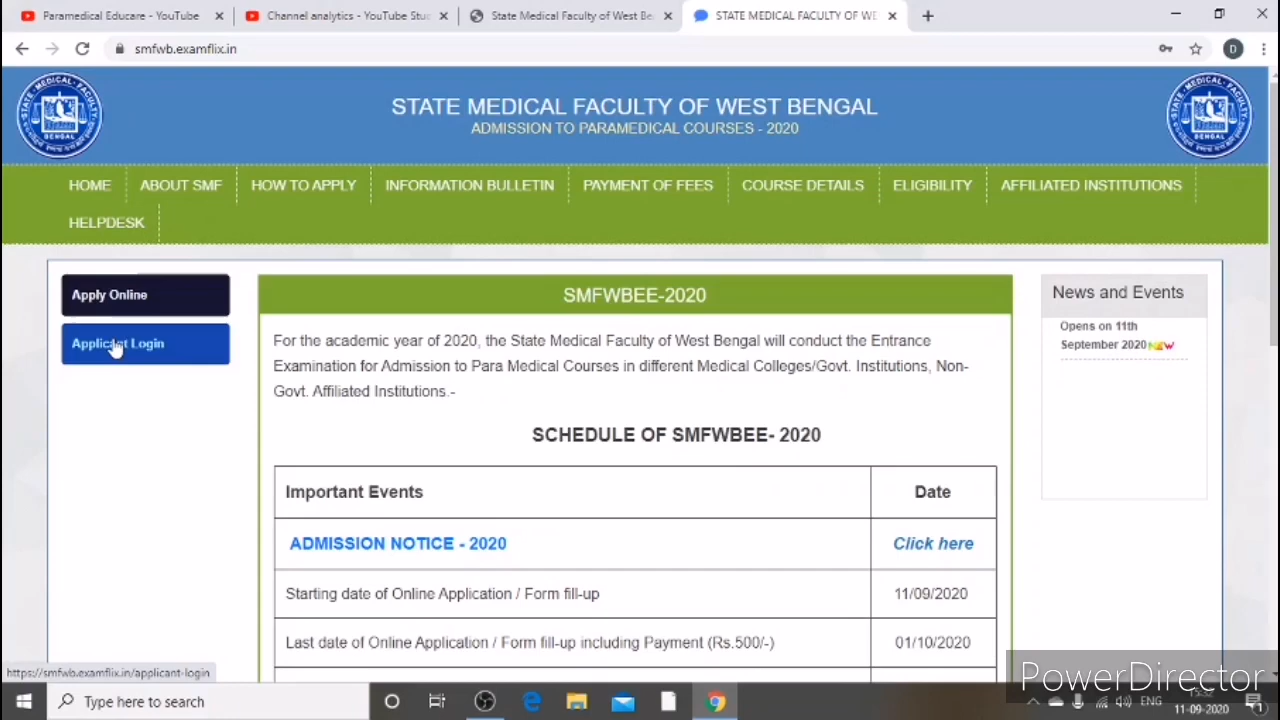 Paramedical Educare - YouTube
Channel analytics - YouTube Stud
State Medical Faculty of West Be
STATE MEDICAL FACULTY OF WE
smfwb.examflix.in
D
STATE MEDICAL FACULTY OF WEST BENGAL
ADMISSION TO PARAMEDICAL COURSES - 2020
HOME
ABOUT SMF
HOW TO APPLY
INFORMATION BULLETIN
PAYMENT OF FEES
COURSE DETAILS
ELIGIBILITY
AFFILIATED INSTITUTIONS
HELPDESK
Apply Online
Applicant Login
SMFWBEE-2020
For the academic year of 2020, the State Medical Faculty of West Bengal will conduct the Entrance
Examination for Admission to Para Medical Courses in different Medical Colleges/Govt. Institutions, Non-
Govt. Affiliated Institutions.-
SCHEDULE OF SMFWBEE- 2020
Important Events Date
ADMISSION NOTICE - 2020 Click here
Starting date of Online Application / Form fill-up 11/09/2020
Last date of Online Application / Form fill-up including Payment (Rs.500/-) 01/10/2020
News and Events
Opens on 11th
September 2020 NEW
https://smfwb.examflix.in/applicant-login
PowerDirector
Type here to search
ENG
11-09-2020